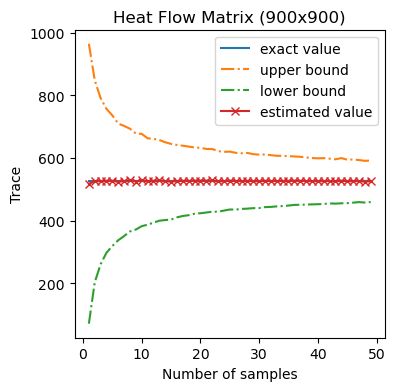 Heat Flow Matrix (900x900)
exact value
upper bound
lower bound
estimated value
Trace
1000
800
600
400
200
0
10
20
30
40
50
Number of samples